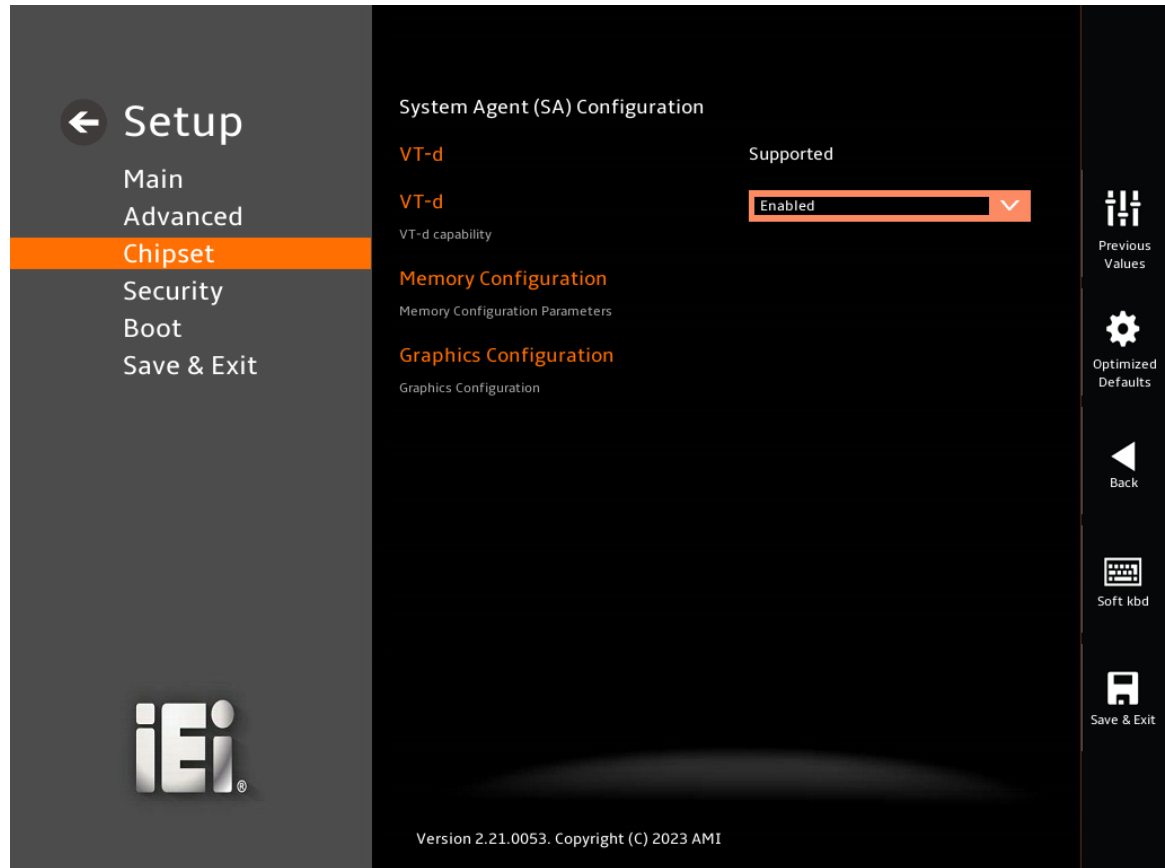 Setup
Main
Advanced
Chipset
Security
Boot
Save & Exit
iEi®
System Agent (SA) Configuration
VT-d Supported
VT-d Enabled
VT-d capability
Memory Configuration
Memory Configuration Parameters
Graphics Configuration
Graphics Configuration
Version 2.21.0053. Copyright (C) 2023 AMI
Previous
Values
Optimized
Defaults
Back
Soft kbd
Save & Exit